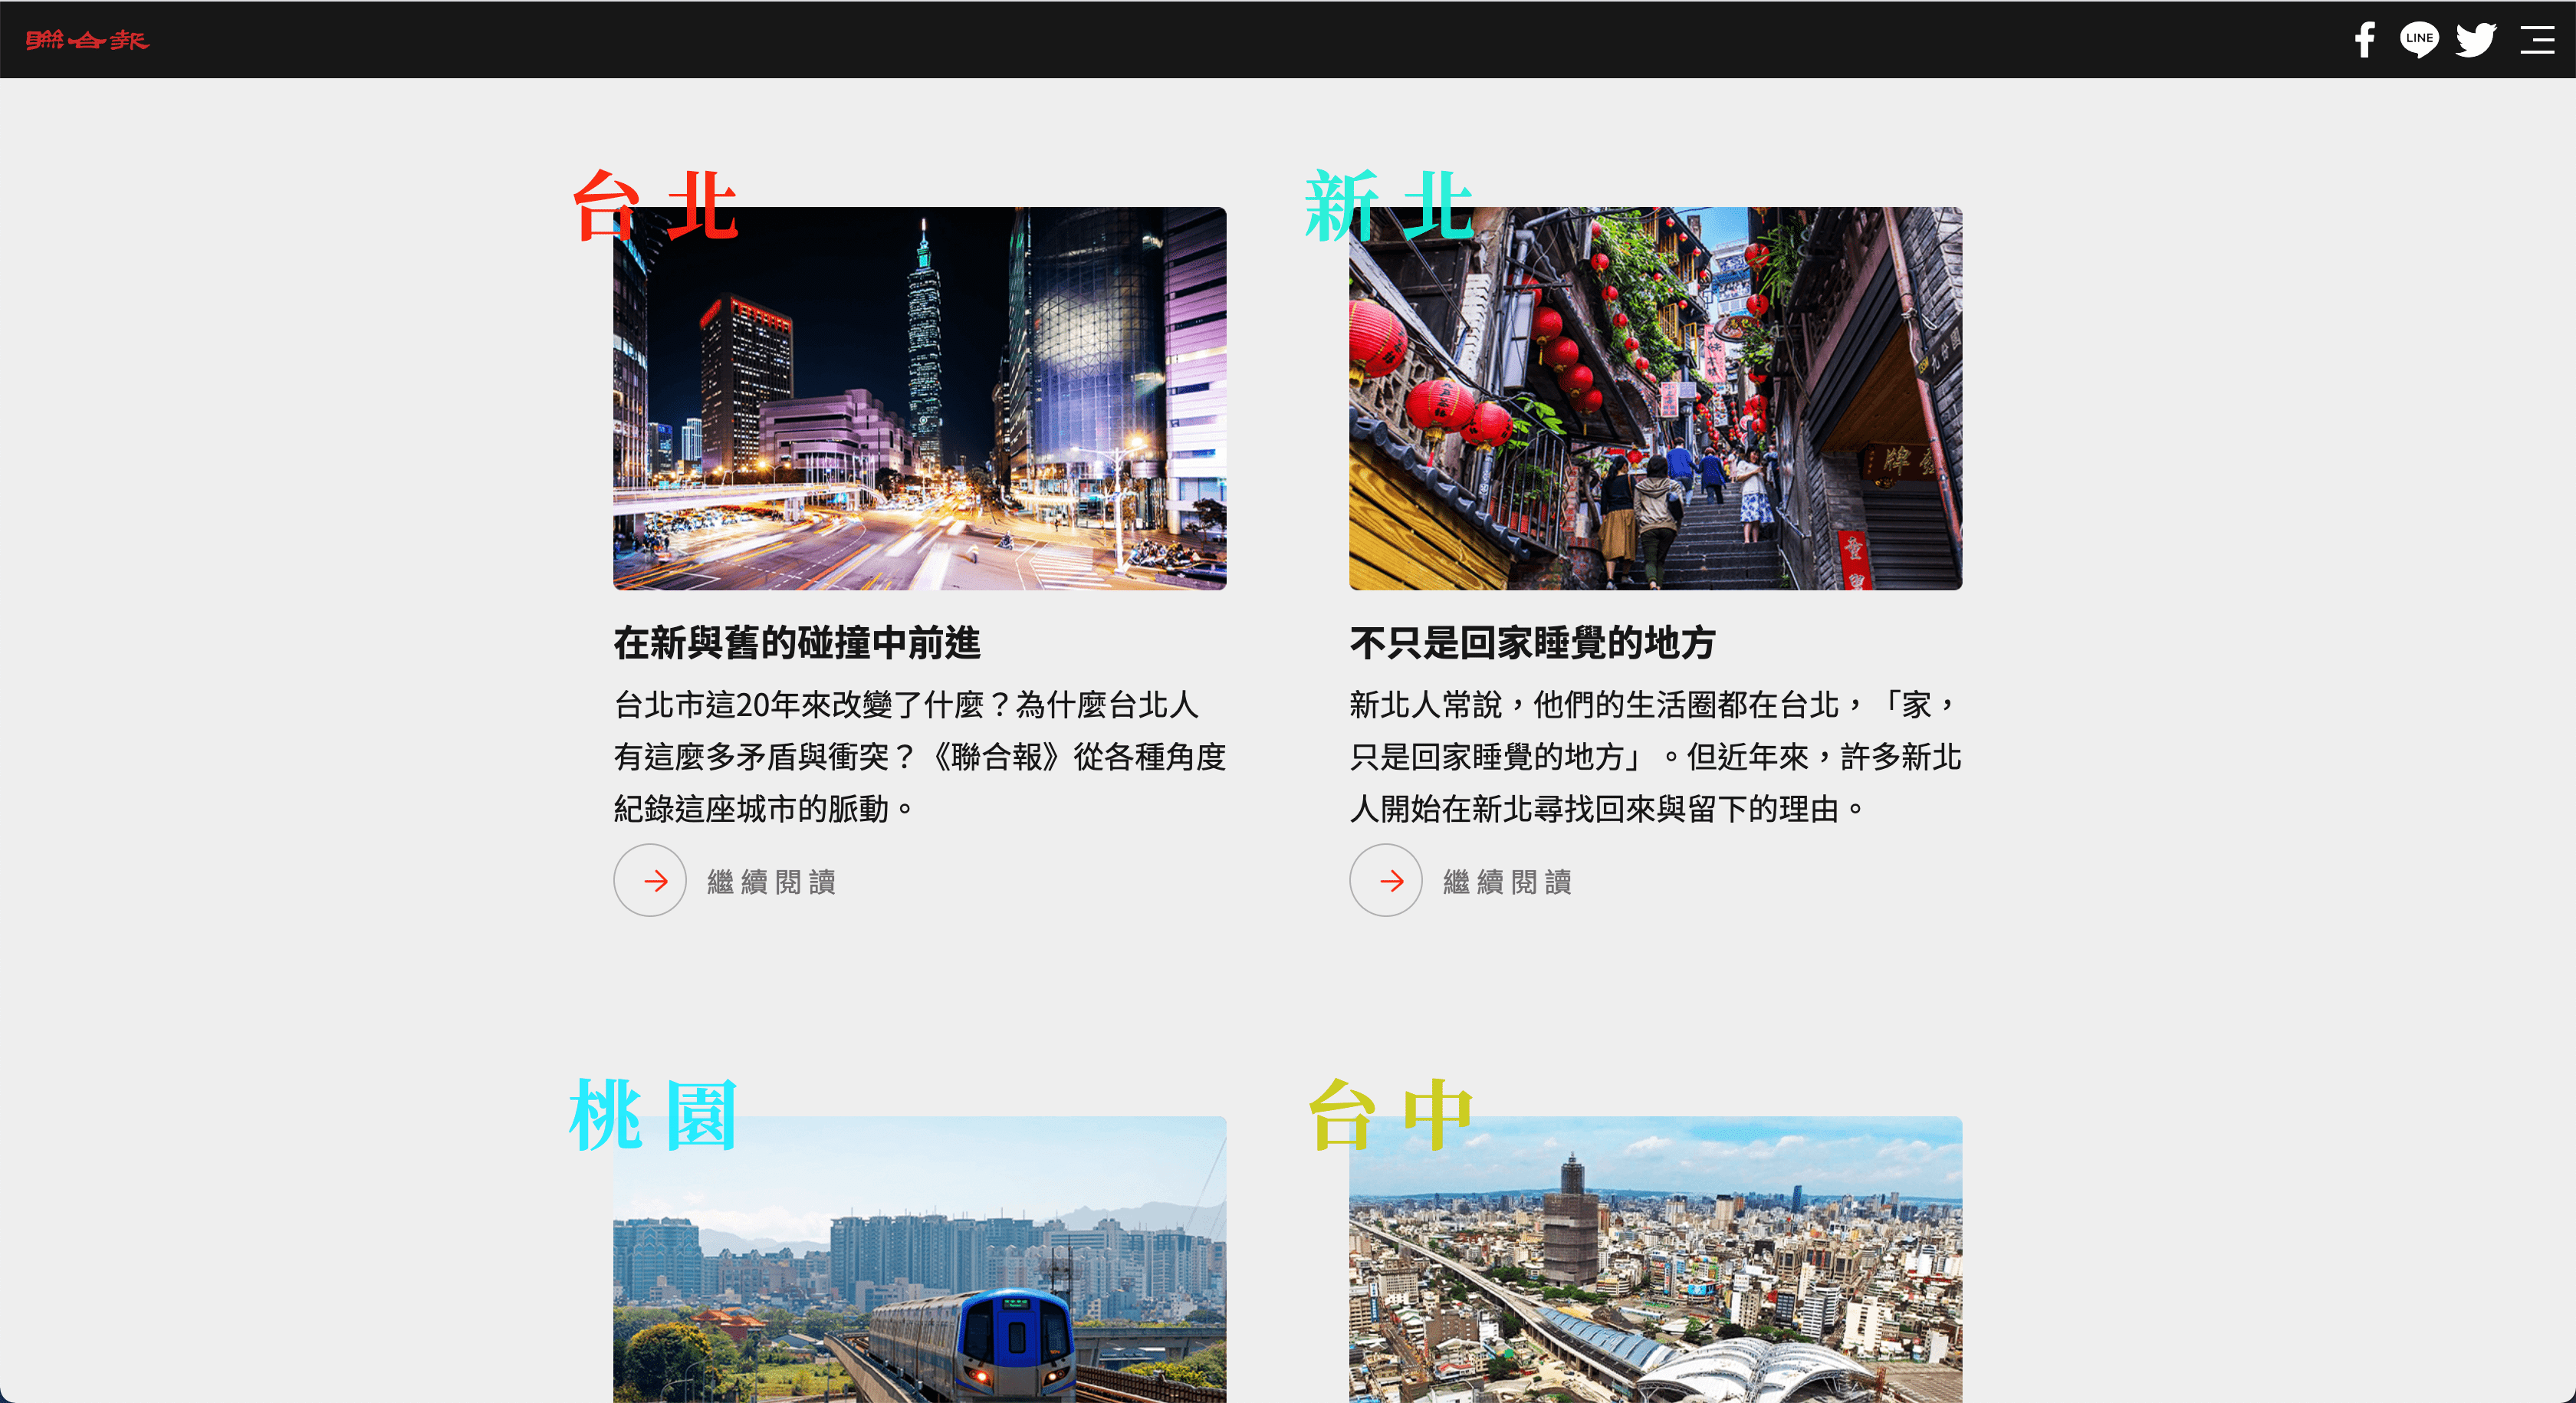 聯合報
LINE
台北
新北
在新與舊的碰撞中前進
台北市這20年來改變了什麼？為什麼台北人
有這麼多矛盾與衝突？《聯合報》從各種角度
紀錄這座城市的脈動。
繼續閱讀
不只是回家睡覺的地方
新北人常說，他們的生活圈都在台北，「家，
只是回家睡覺的地方」。但近年來，許多新北
人開始在新北尋找回來與留下的理由。
繼續閱讀
桃園
台中